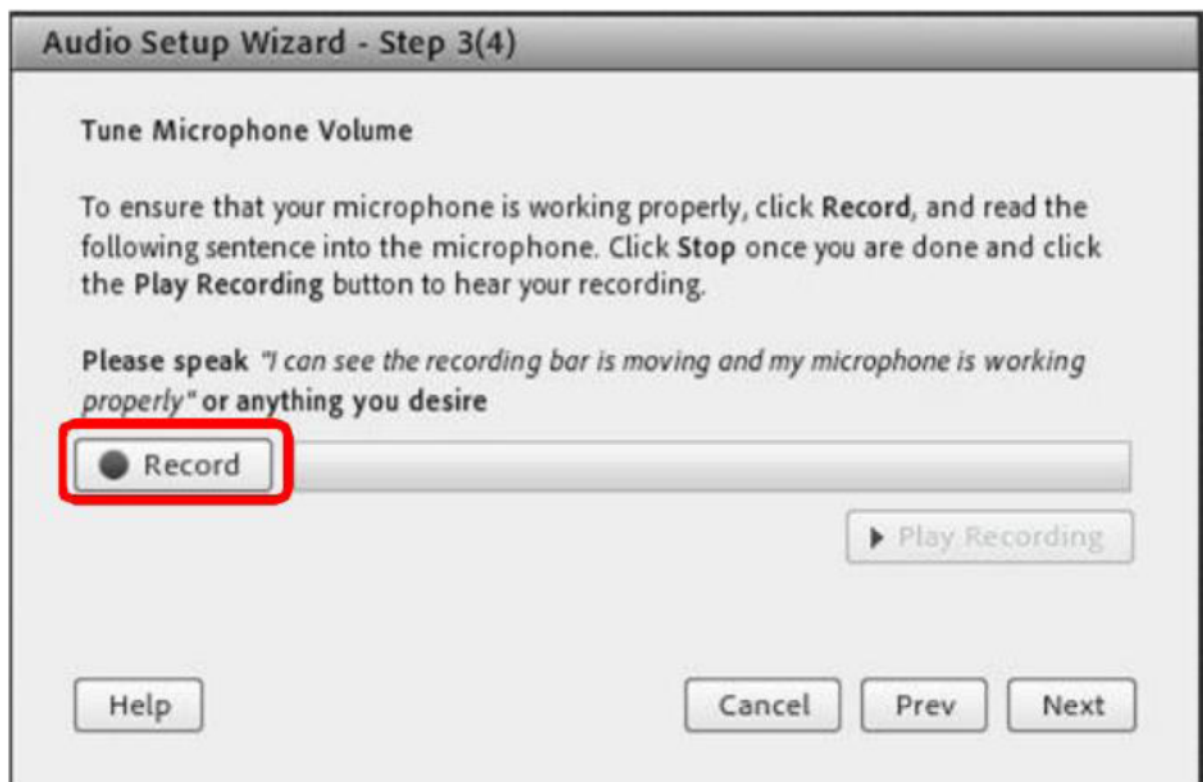 Audio Setup Wizard - Step 3(4)
Tune Microphone Volume
To ensure that your microphone is working properly, click Record, and read the
following sentence into the microphone. Click Stop once you are done and click
the Play Recording button to hear your recording.
Please speak "I can see the recording bar is moving and my microphone is working
properly" or anything you desire
Record
Play Recording
Help Cancel Prev Next